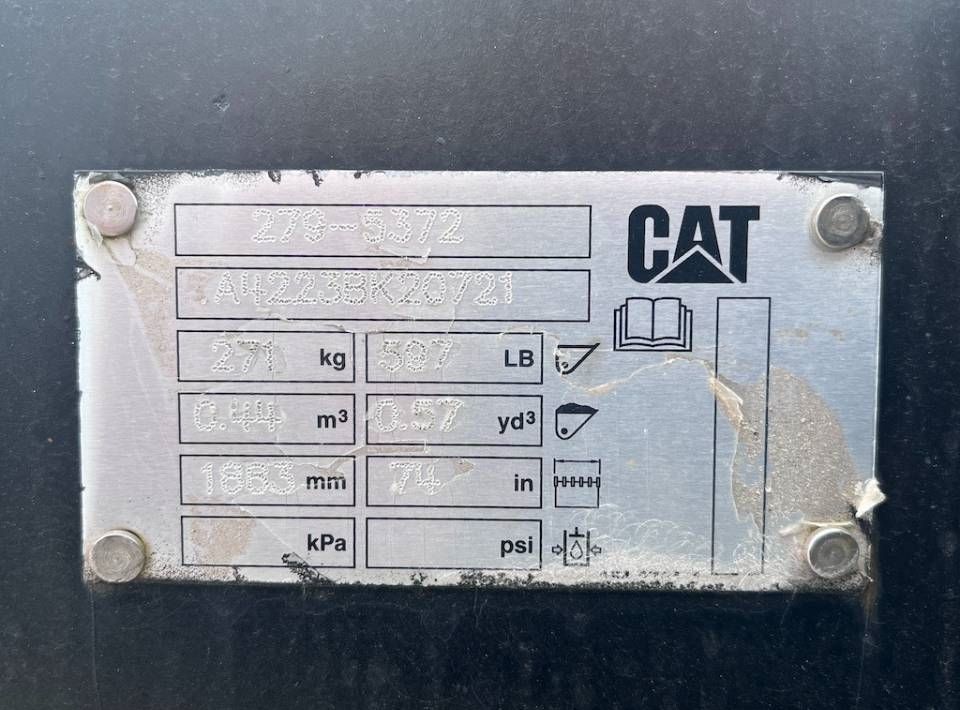 279-5372
CAT
A4223BK20721
271 kg 597 LB
0.44 m³ 0.57 yd³
1883 mm 74 in
kPa psi